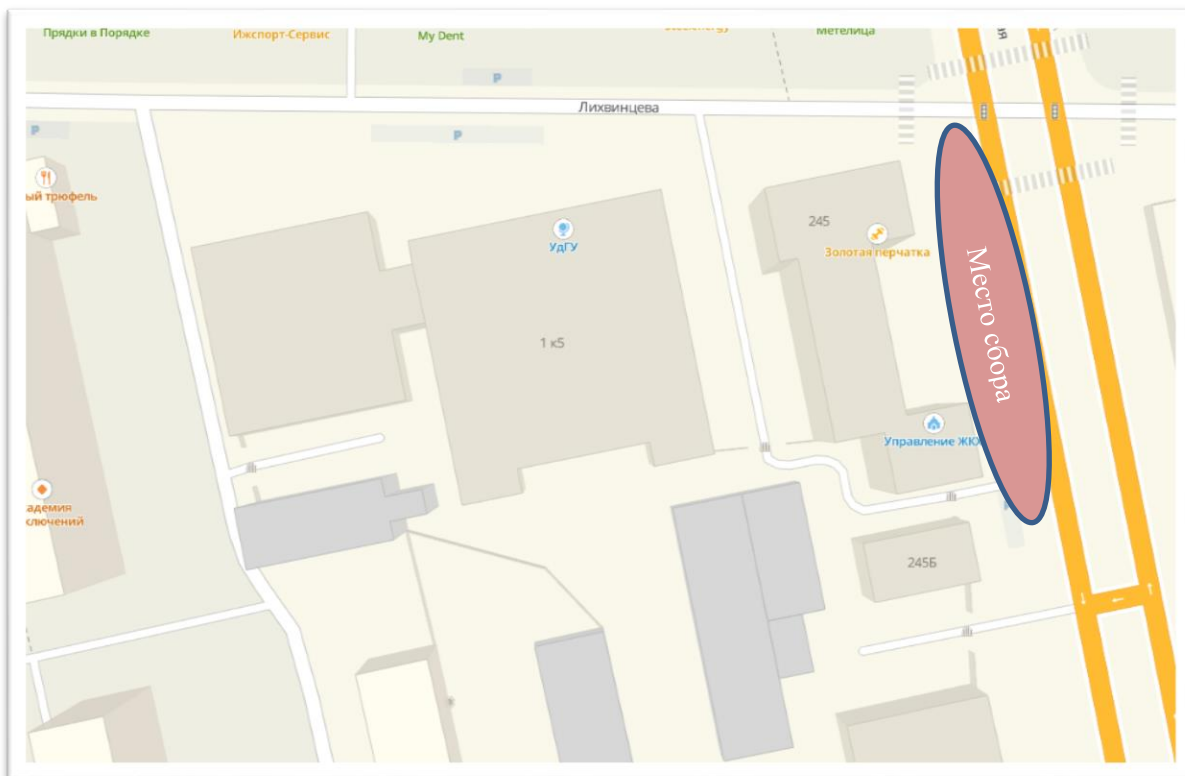 Прядки в Порядке
Ижспорт-Сервис
My Dent
Метелица
P
Лихвинцева
P
P
ый трюфель
245
УдГУ
Золотая перчатка
Место сбора
1 к5
Управление ЖК
адемия
ключений
245Б